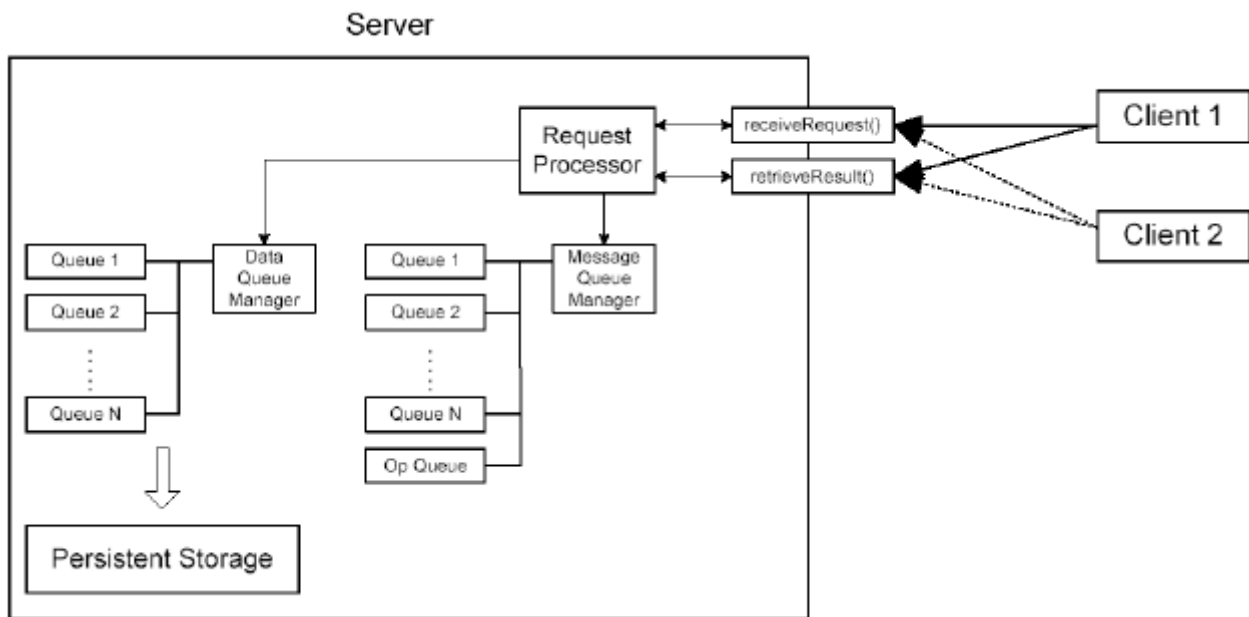 Server
Request
Processor
receiveRequest()
retrieveResult()
Client 1
Client 2
Queue 1
Queue 2
Queue N
Data
Queue
Manager
Queue 1
Queue 2
Queue N
Op Queue
Message
Queue
Manager
Persistent Storage